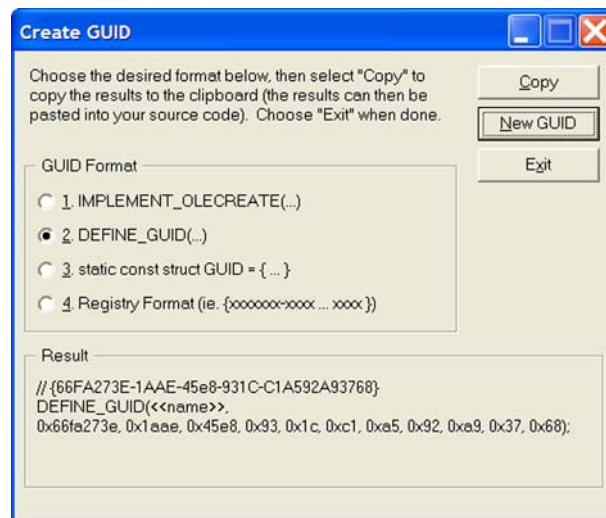 Create GUID
Choose the desired format below, then select "Copy" to
copy the results to the clipboard (the results can then be
pasted into your source code). Choose "Exit" when done.
Copy
New GUID
Exit
GUID Format
1. IMPLEMENT_OLECREATE(...)
2. DEFINE_GUID(...)
3. static const struct GUID = { ... }
4. Registry Format (ie. {xxxxxxx-xxxx ... xxxx })
Result
// {66FA273E-1AAE-45e8-931C-C1A592A93768}
DEFINE_GUID(<<name>>,
0x66fa273e, 0x1aae, 0x45e8, 0x93, 0x1c, 0xc1, 0xa5, 0x92, 0xa9, 0x37, 0x68);